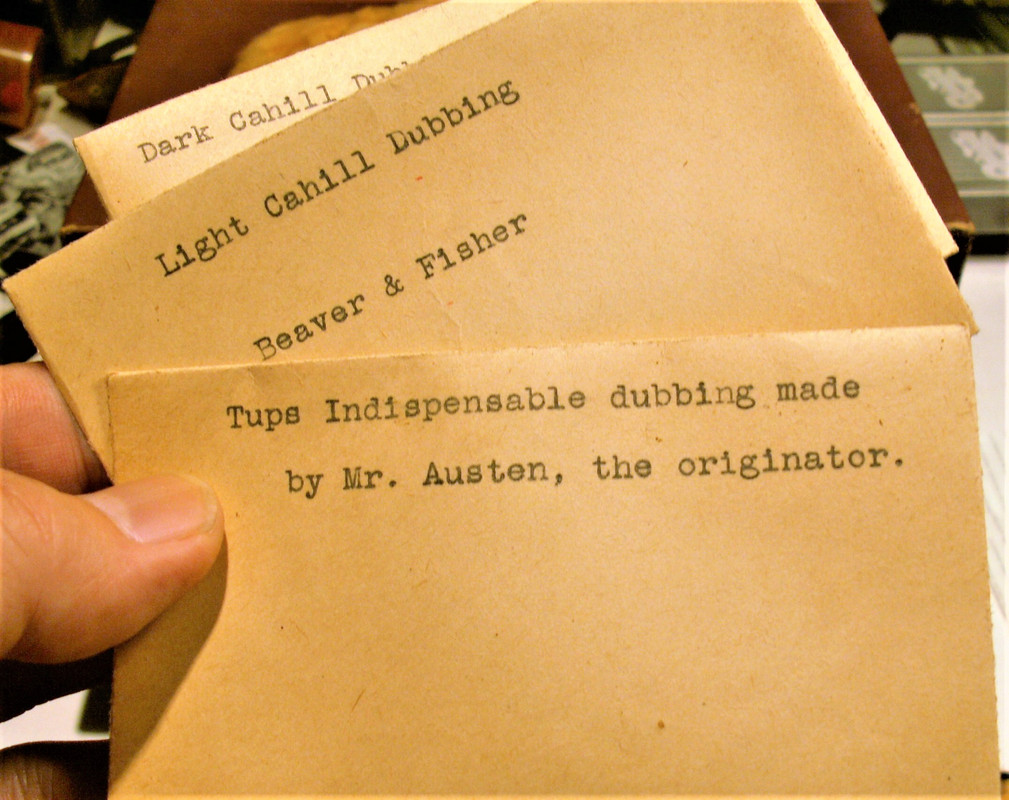 Dark Cahill
Light Cahill Dubbing
Beaver & Fisher
Tups Indispensable dubbing made
by Mr. Austen, the originator.